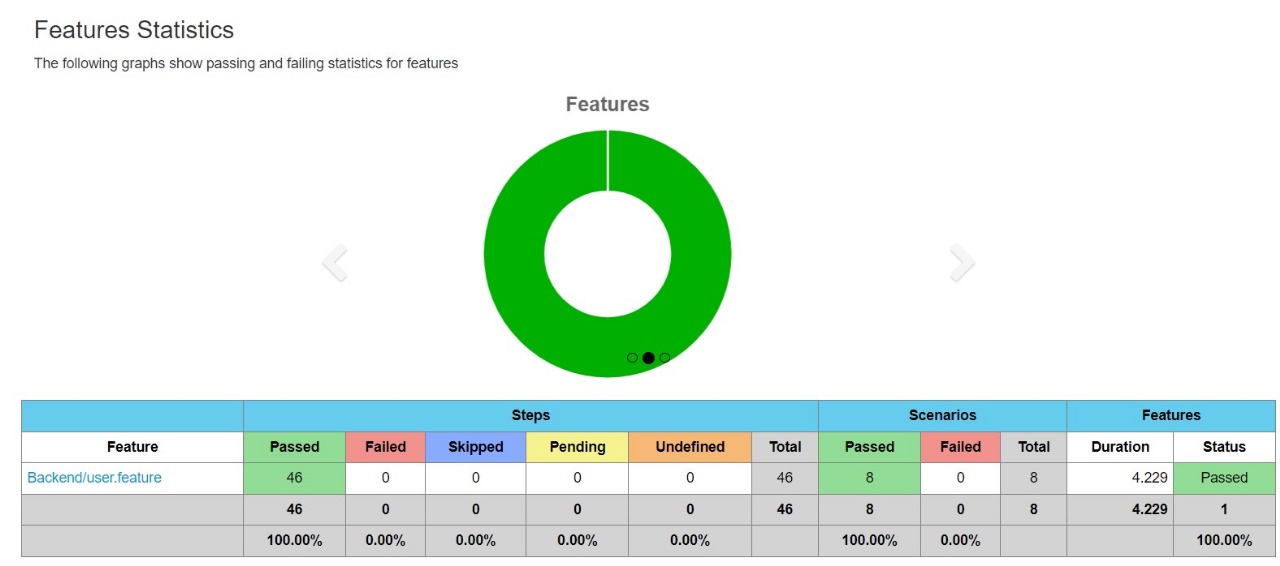 Features Statistics
The following graphs show passing and failing statistics for features
Features
Steps Scenarios Features
Feature Passed Failed Skipped Pending Undefined Total Passed Failed Total Duration Status
Backend/user.feature 46 0 0 0 0 46 8 0 8 4.229 Passed
46 0 0 0 0 46 8 0 8 4.229 1
100.00% 0.00% 0.00% 0.00% 0.00% 100.00% 0.00% 100.00%